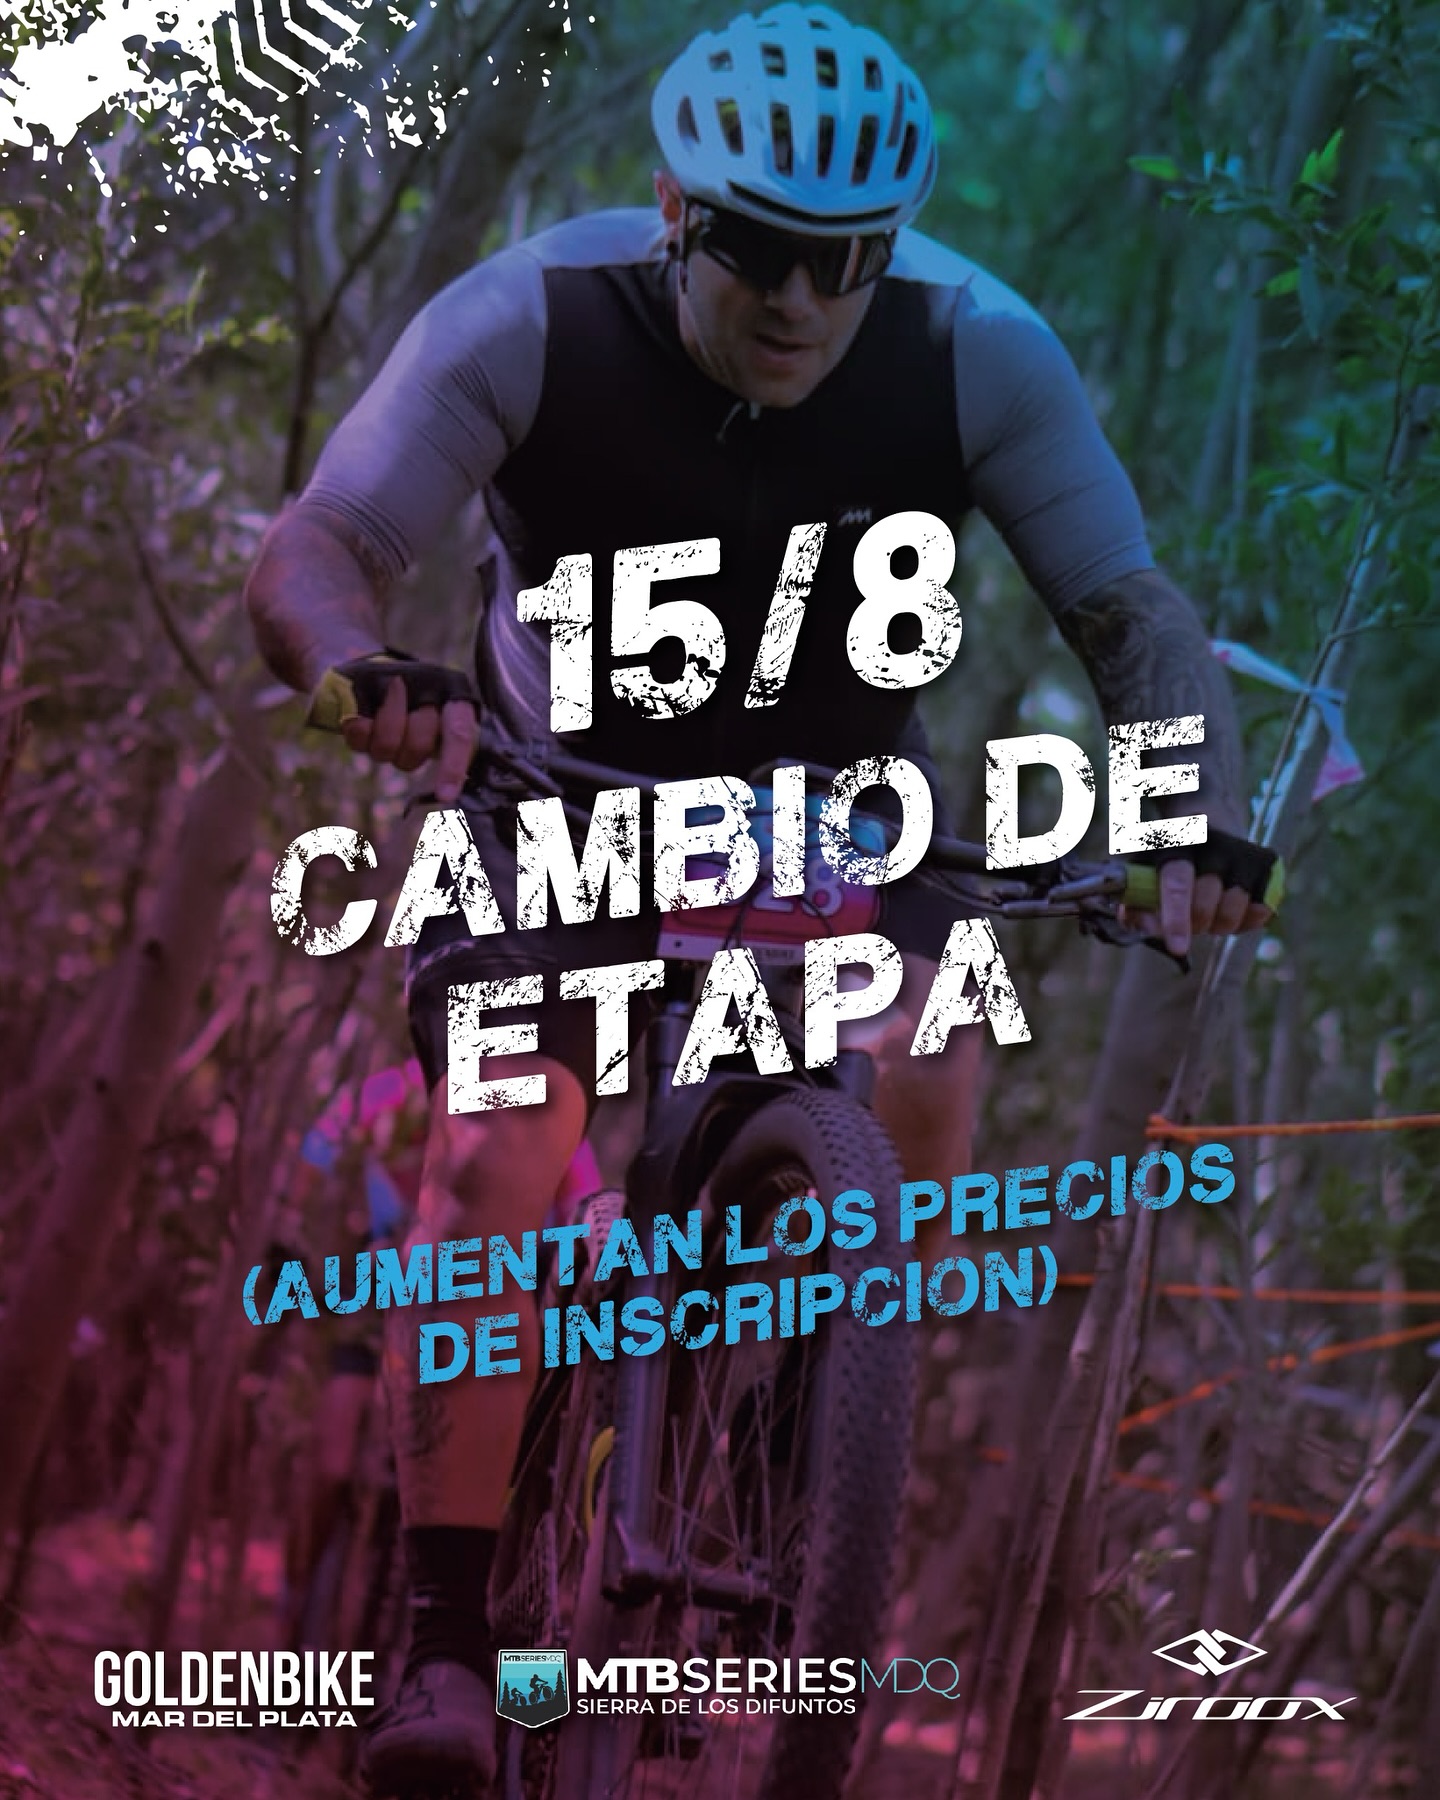 15/8
CAMBIO DE
ETAPA
(AUMENTAN LOS PRECIOS
DE INSCRIPCION)
GOLDENBIKE
MAR DEL PLATA
MTBSERIESMDQ
MTBSERIESMDQ
SIERRA DE LOS DIFUNTOS
Ziroox